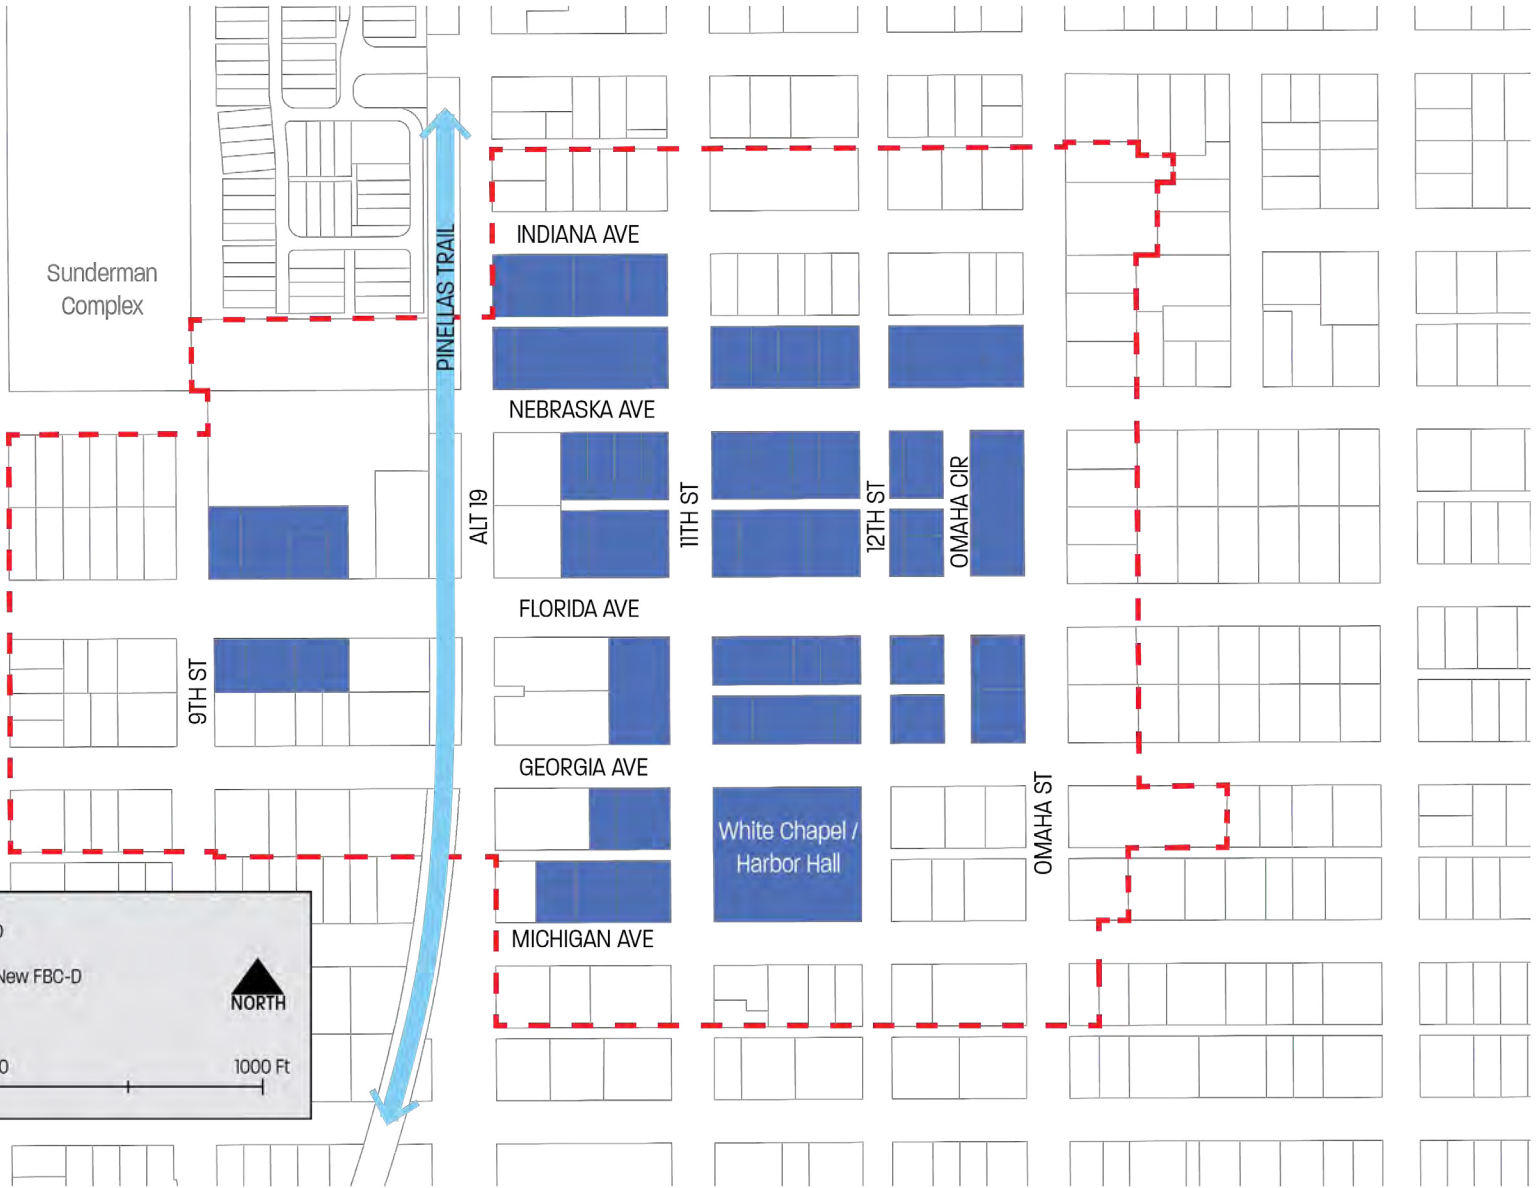 INDIANA AVE
Sunderman
Complex
PINELLAS TRAIL
NEBRASKA AVE
ALT 19
11TH ST
12TH ST
OMAHA CIR
FLORIDA AVE
9TH ST
GEORGIA AVE
OMAHA ST
White Chapel /
Harbor Hall
MICHIGAN AVE
New FBC-D
NORTH
0
1000 Ft